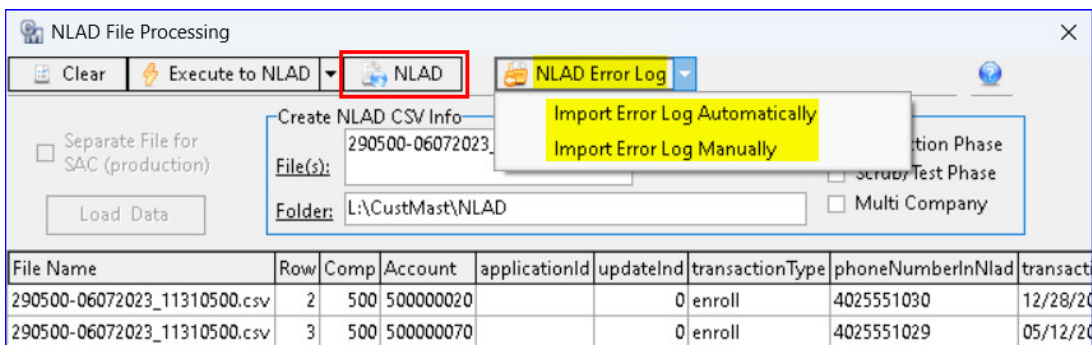 NLAD File Processing
Clear Execute to NLAD NLAD NLAD Error Log
Import Error Log Automatically
Import Error Log Manually
Create NLAD CSV Info
Separate File for
SAC (production)
File(s): 290500-06072023_
ction Phase
Scrub/Test Phase
Load Data
Folder: L:\CustMast\NLAD
Multi Company
File Name Row Comp Account applicationId updateInd transactionType phoneNumberInNlad transacti
290500-06072023_11310500.csv 2 500 500000020 0 enroll 4025551030 12/28/20
290500-06072023_11310500.csv 3 500 500000070 0 enroll 4025551029 05/12/20